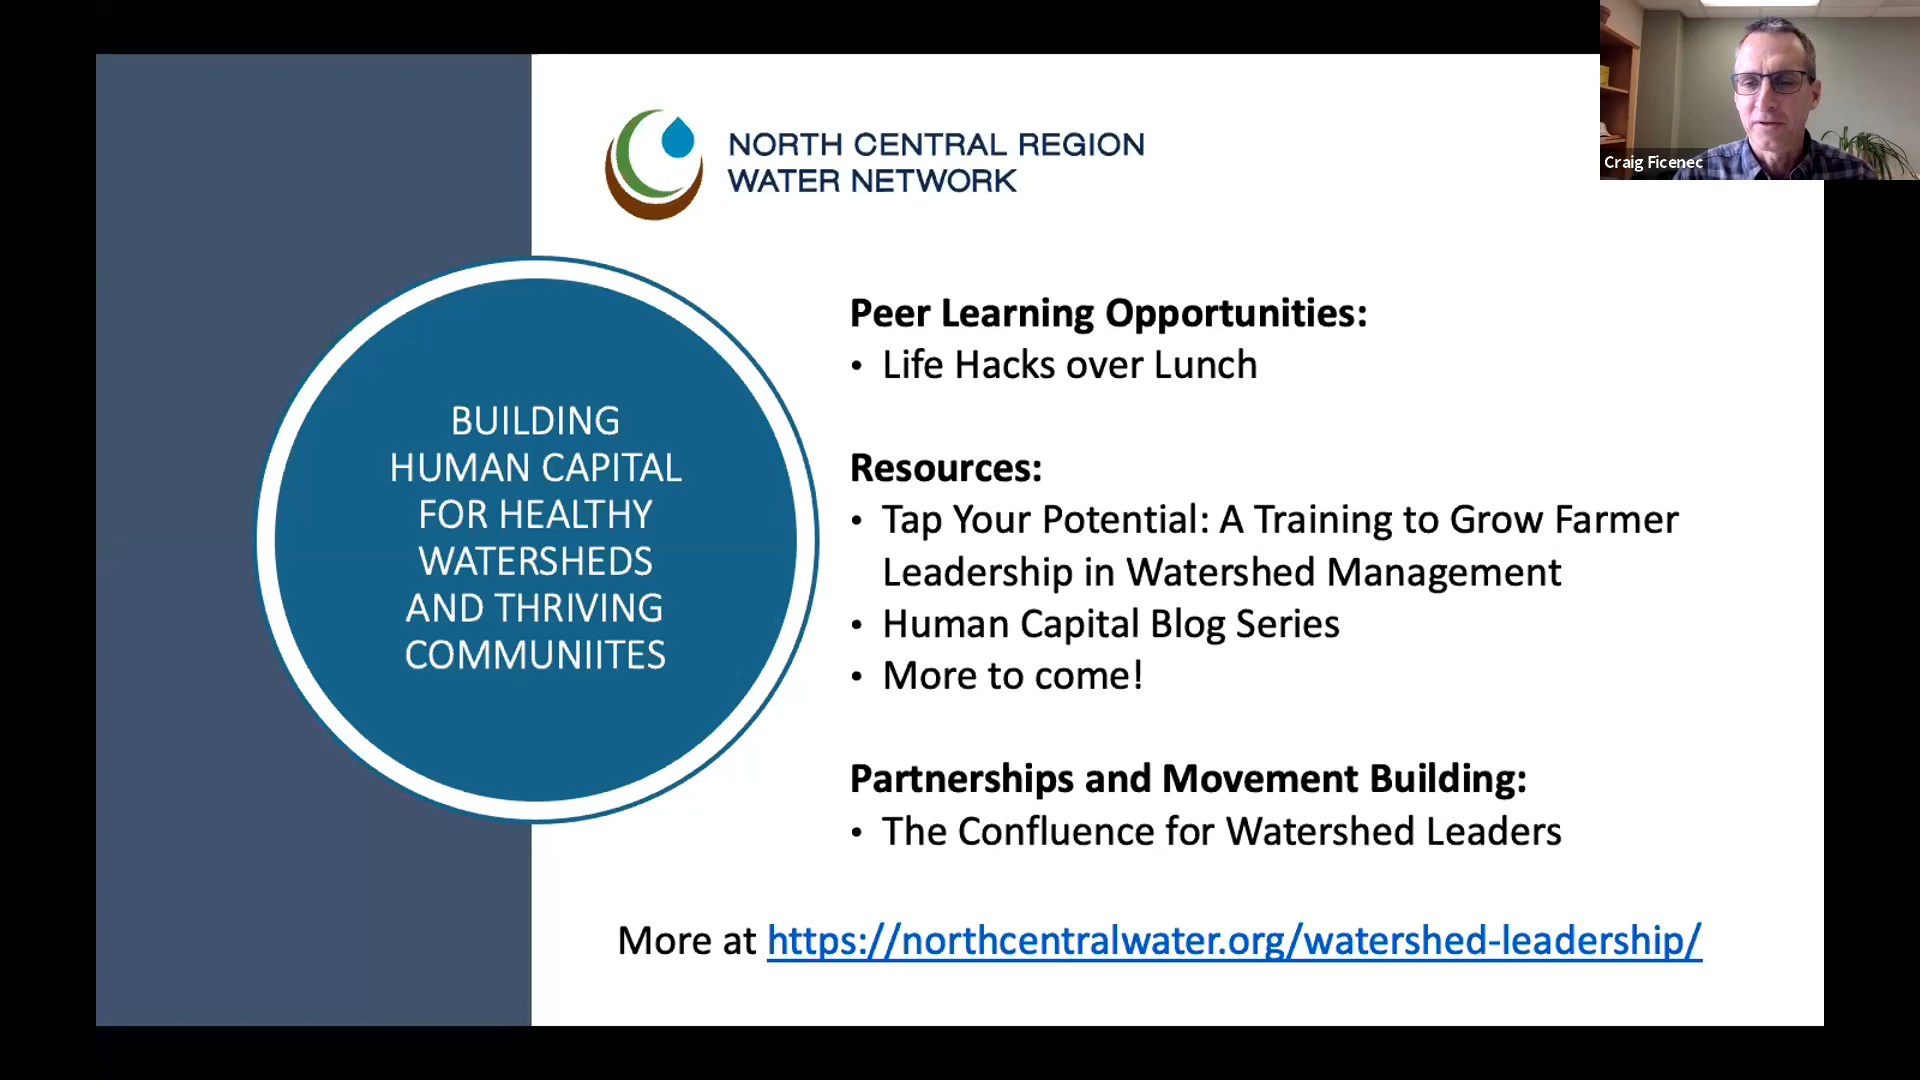 Craig Ficenec
NORTH CENTRAL REGION
WATER NETWORK
BUILDING
HUMAN CAPITAL
FOR HEALTHY
WATERSHEDS
AND THRIVING
COMMUNIITES
Peer Learning Opportunities:
• Life Hacks over Lunch
Resources:
• Tap Your Potential: A Training to Grow Farmer
Leadership in Watershed Management
• Human Capital Blog Series
• More to come!
Partnerships and Movement Building:
• The Confluence for Watershed Leaders
More at https://northcentralwater.org/watershed-leadership/